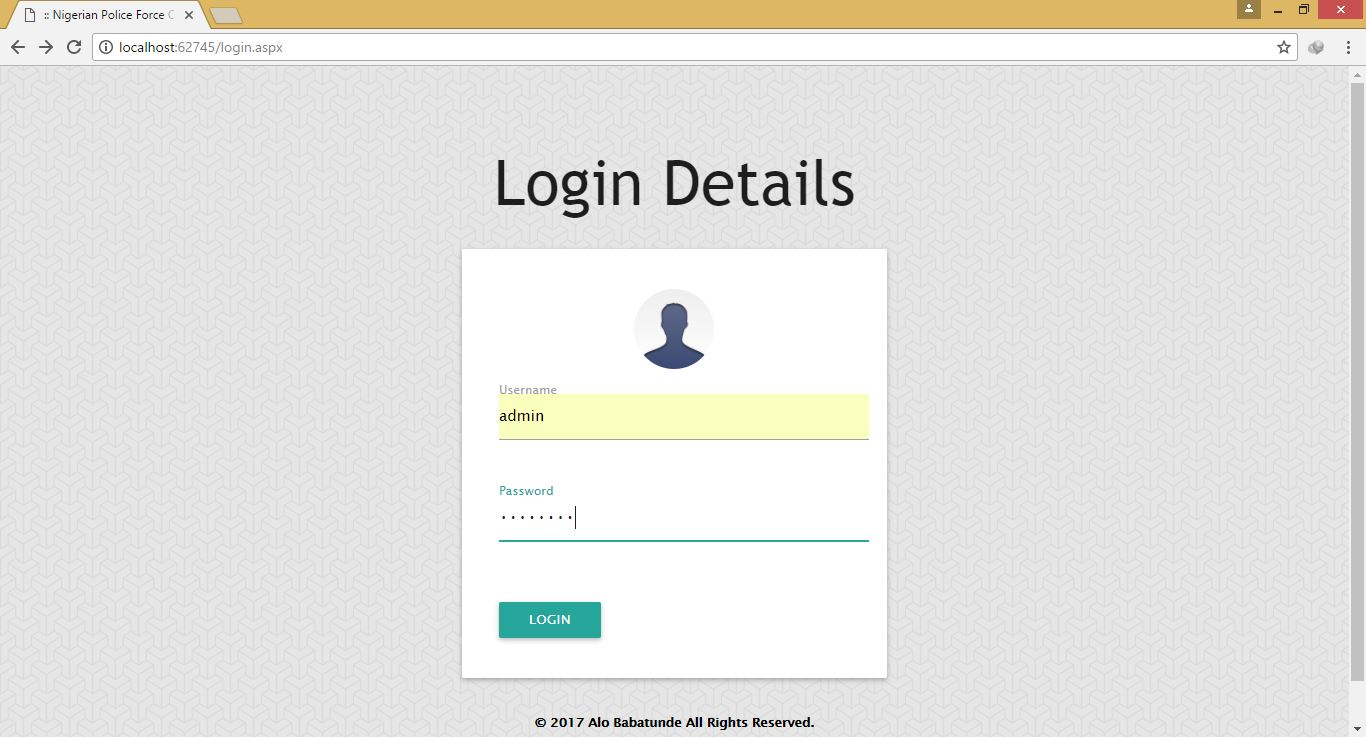 :: Nigerian Police Force C
localhost:62745/login.aspx
Login Details
Username
admin
Password
••••••••
LOGIN
© 2017 Alo Babatunde All Rights Reserved.